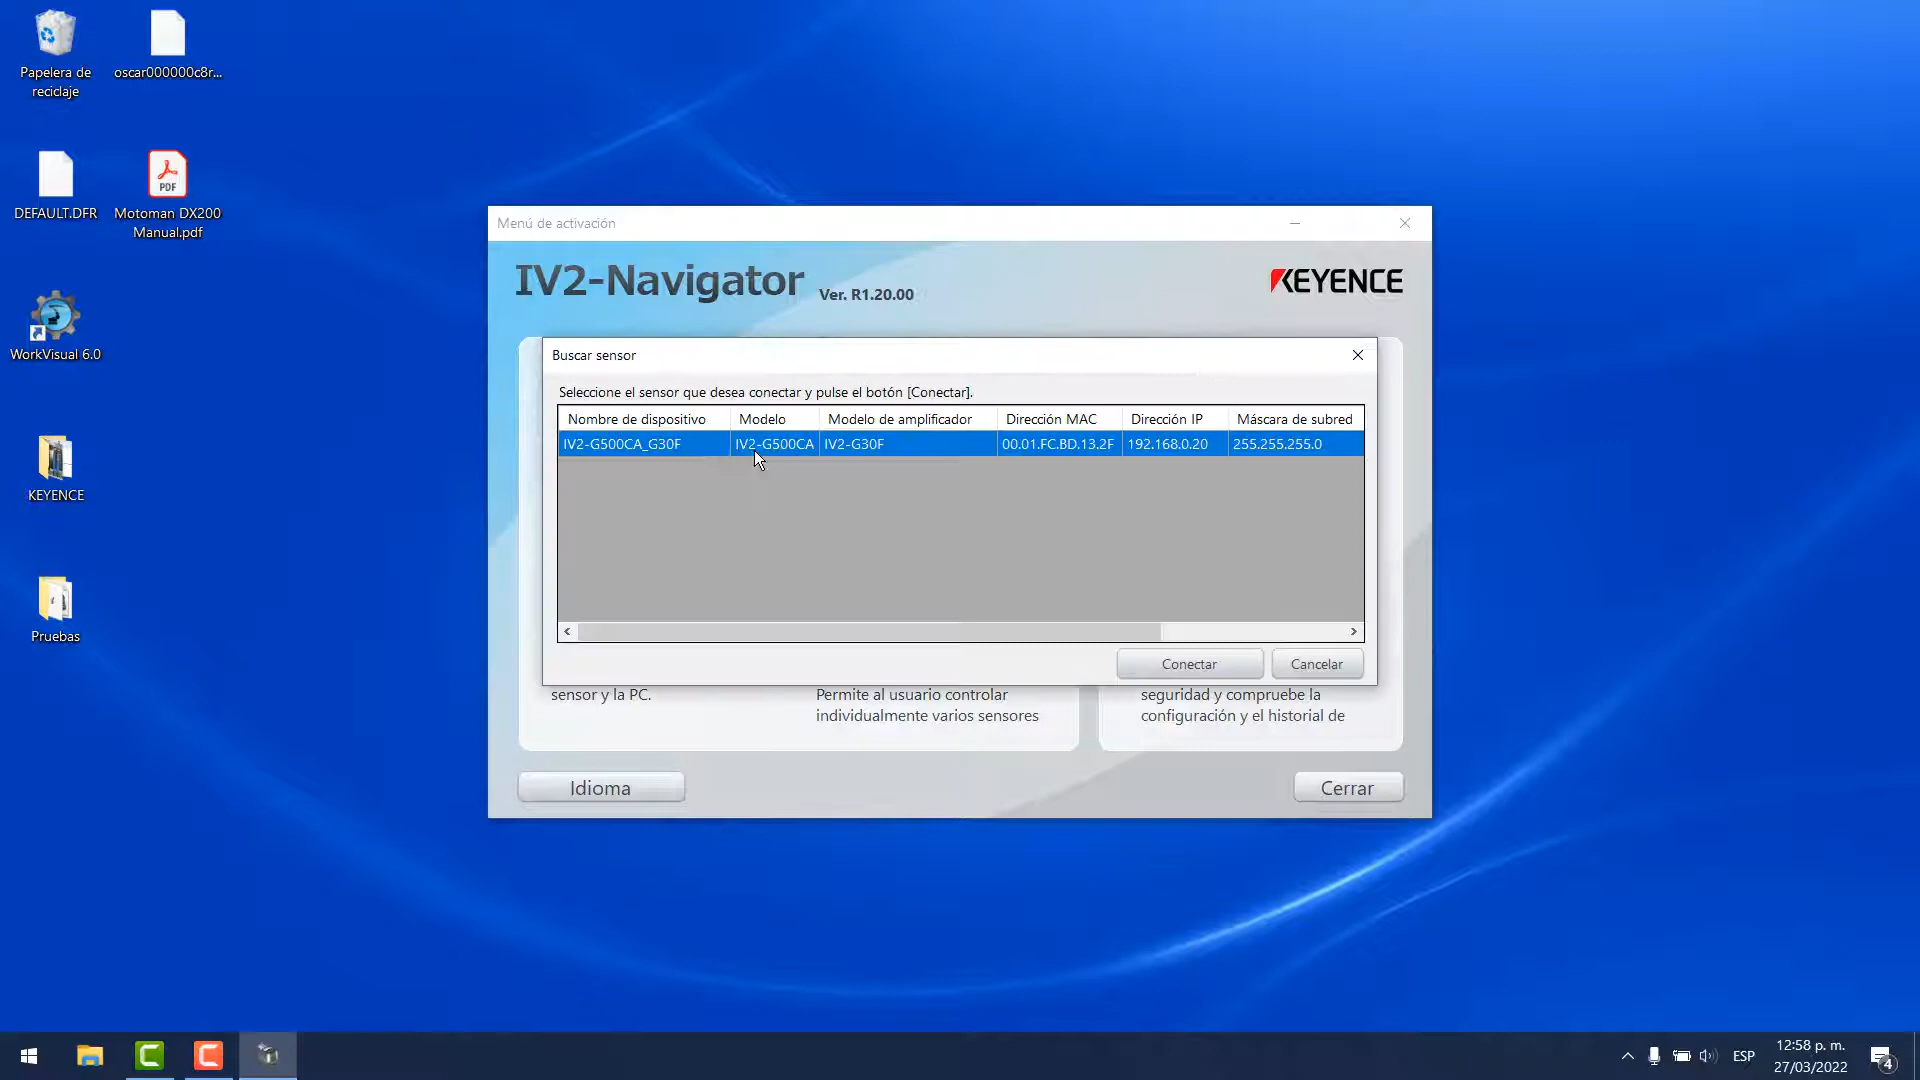 Papelera de
reciclaje
oscar000000c8r...
DEFAULT.DFR
PDF
Motoman DX200
Manual.pdf
WorkVisual 6.0
KEYENCE
Pruebas
Menú de activación
IV2-Navigator Ver. R1.20.00
KEYENCE
Buscar sensor
Seleccione el sensor que desea conectar y pulse el botón [Conectar].
Nombre de dispositivo Modelo Modelo de amplificador Dirección MAC Dirección IP Máscara de subred
IV2-G500CA_G30F IV2-G500CA IV2-G30F 00.01.FC.BD.13.2F 192.168.0.20 255.255.255.0
Conectar Cancelar
sensor y la PC.
Permite al usuario controlar
individualmente varios sensores
seguridad y compruebe la
configuración y el historial de
Idioma
Cerrar
ESP
12:58 p. m.
27/03/2022
4